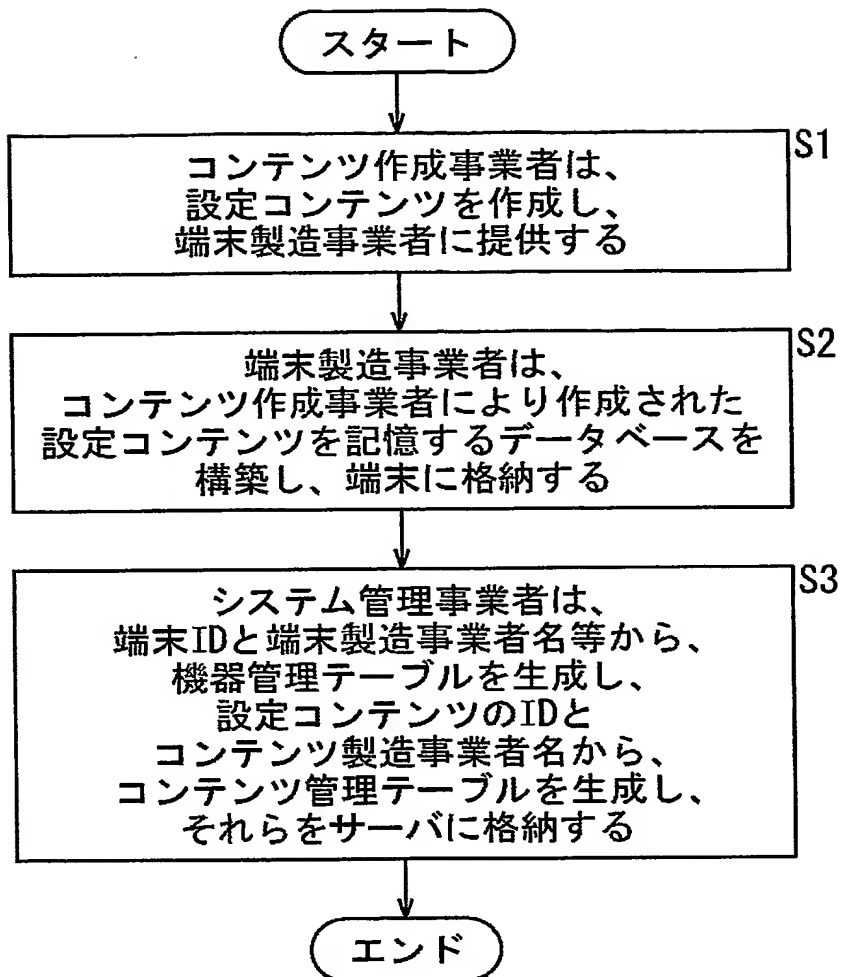 スタート
S1
コンテンツ作成事業者は、
設定コンテンツを作成し、
端末製造事業者に提供する
S2
端末製造事業者は、
コンテンツ作成事業者により作成された
設定コンテンツを記憶するデータベースを
構築し、端末に格納する
S3
システム管理事業者は、
端末IDと端末製造事業者名等から、
機器管理テーブルを生成し、
設定コンテンツのIDと
コンテンツ製造事業者名から、
コンテンツ管理テーブルを生成し、
それらをサーバに格納する
エンド